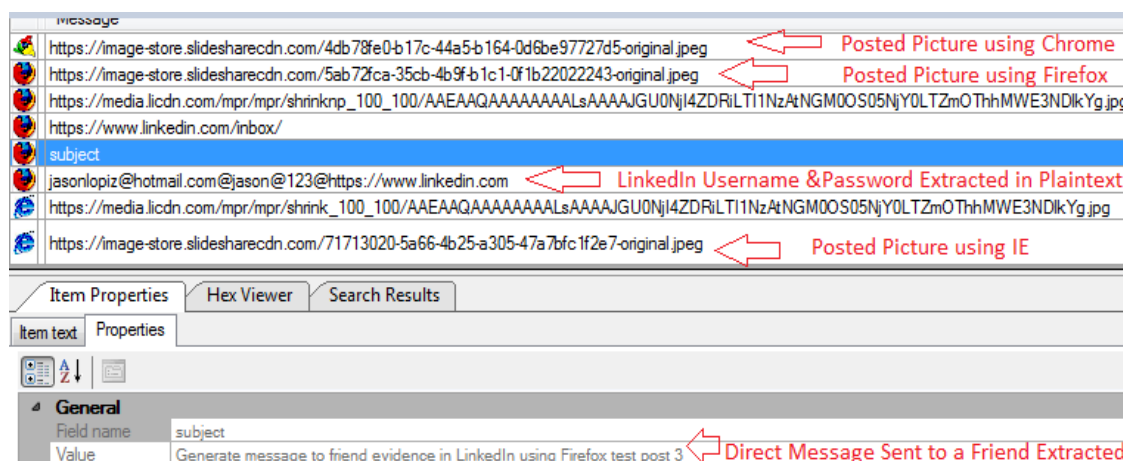 Message
https://image-store.slidesharecdn.com/4db78fe0-b17c-44a5-b164-0d6be97727d5-original.jpeg Posted Picture using Chrome
https://image-store.slidesharecdn.com/5ab72fca-35cb-4b9f-b1c1-0f1b22022243-original.jpeg Posted Picture using Firefox
https://media.licdn.com/mpr/mpr/shrinknp_100_100/AAEAAQAAAAAAAALsAAAAJGU0NjI4ZDRiLTI1NzAtNGM0OS05NjY0LTZmOThhMWE3NDlkYg.jpg
https://www.linkedin.com/inbox/
subject
jasonlopiz@hotmail.com@jason@123@https://www.linkedin.com LinkedIn Username &Password Extracted in Plaintext
https://media.licdn.com/mpr/mpr/shrink_100_100/AAEAAQAAAAAAAALsAAAAJGU0NjI4ZDRiLTI1NzAtNGM0OS05NjY0LTZmOThhMWE3NDlkYg.jpg
https://image-store.slidesharecdn.com/71713020-5a66-4b25-a305-47a7bfc1f2e7-original.jpeg Posted Picture using IE
Item Properties Hex Viewer Search Results
Item text Properties
General
Field name subject
Value Generate message to friend evidence in LinkedIn using Firefox test post 3 Direct Message Sent to a Friend Extracted